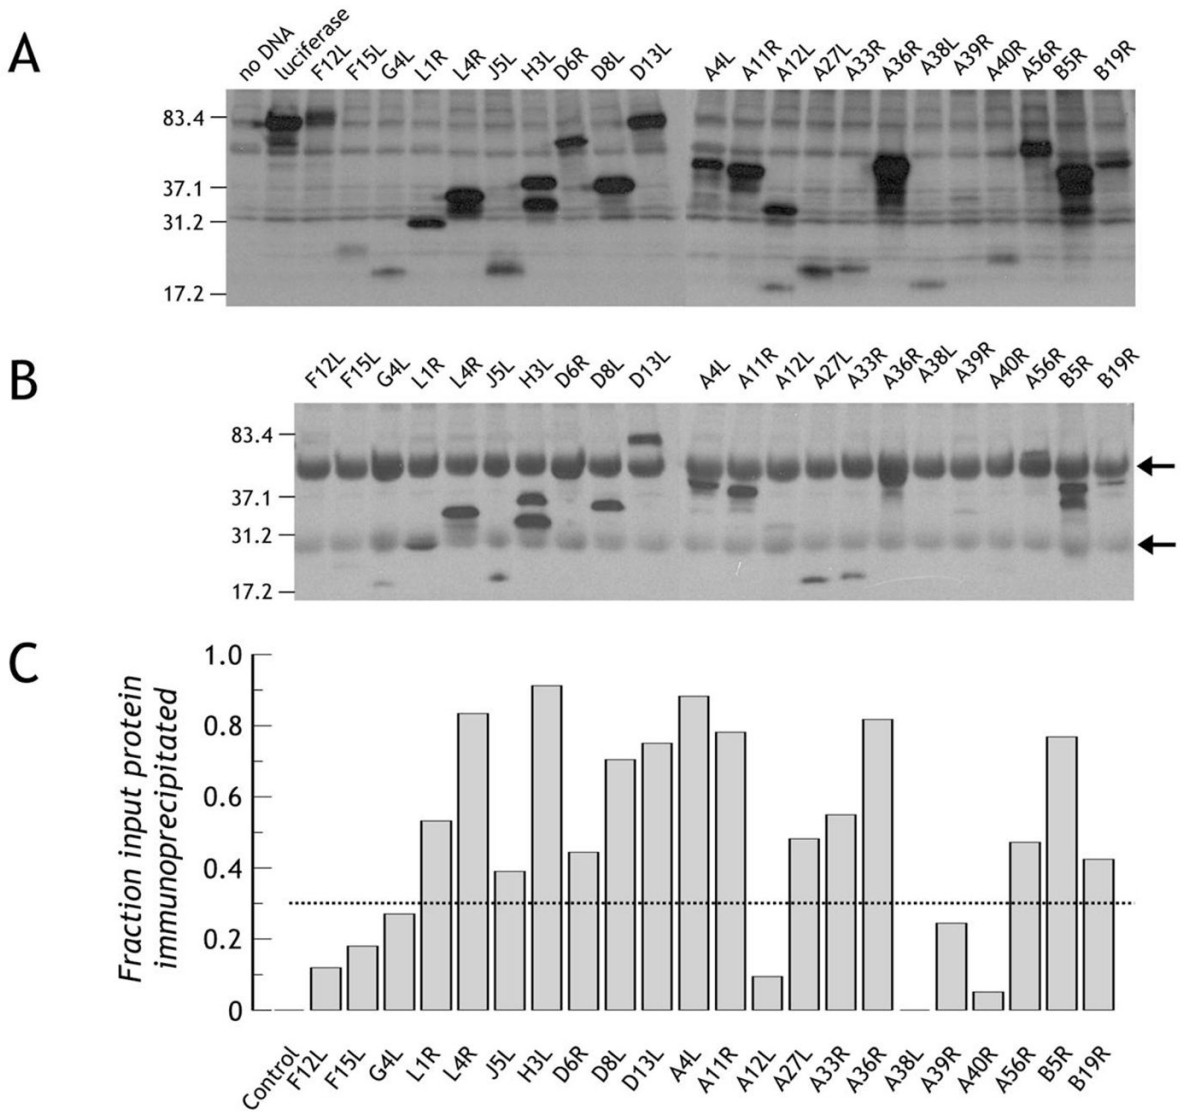 A
no DNA luciferase F12L F15L G4L L1R L4R J5L H3L D6R D8L D13L A4L A11R A12L A27L A33R A36R A38L A39R A40R A56R B5R B19R
83.4
37.1
31.2
17.2
B
F12L F15L G4L L1R L4R J5L H3L D6R D8L D13L A4L A11R A12L A27L A33R A36R A38L A39R A40R A56R B5R B19R
83.4
37.1
31.2
17.2
C
Fraction input protein
immunoprecipitated
1.0
0.8
0.6
0.4
0.2
0
Control F12L F15L G4L L1R L4R J5L H3L D6R D8L D13L A4L A11R A12L A27L A33R A36R A38L A39R A40R A56R B5R B19R